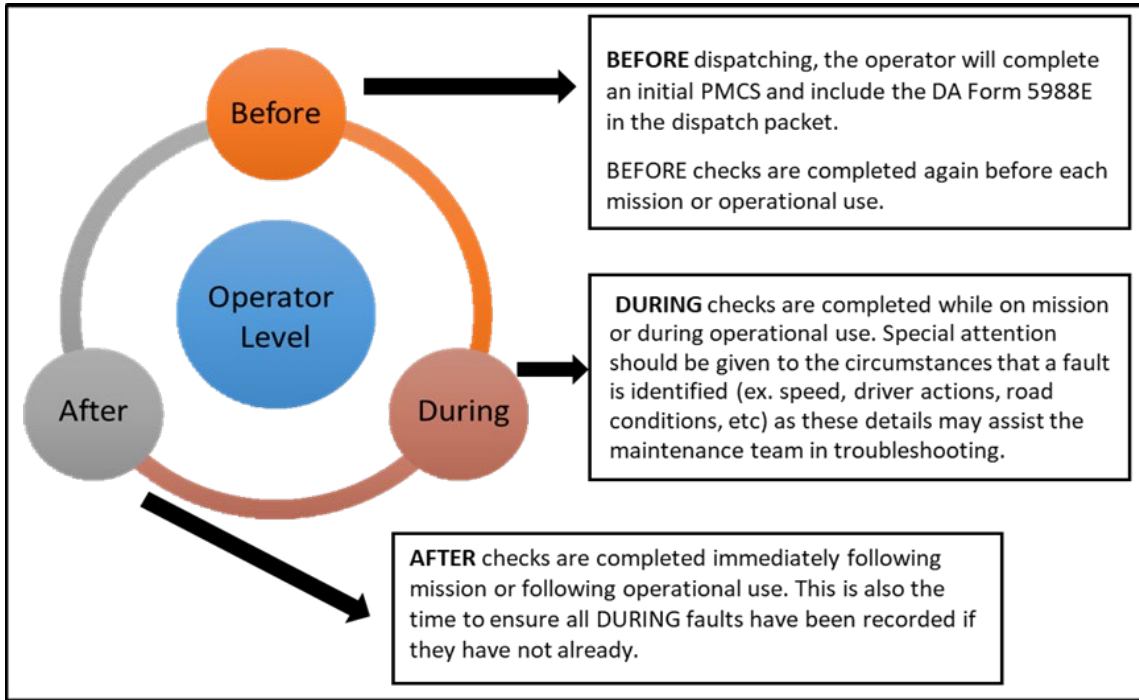 Before
Operator
Level
After
During
BEFORE dispatching, the operator will complete
an initial PMCS and include the DA Form 5988E
in the dispatch packet.
BEFORE checks are completed again before each
mission or operational use.
DURING checks are completed while on mission
or during operational use. Special attention
should be given to the circumstances that a fault
is identified (ex. speed, driver actions, road
conditions, etc) as these details may assist the
maintenance team in troubleshooting.
AFTER checks are completed immediately following
mission or following operational use. This is also the
time to ensure all DURING faults have been recorded if
they have not already.